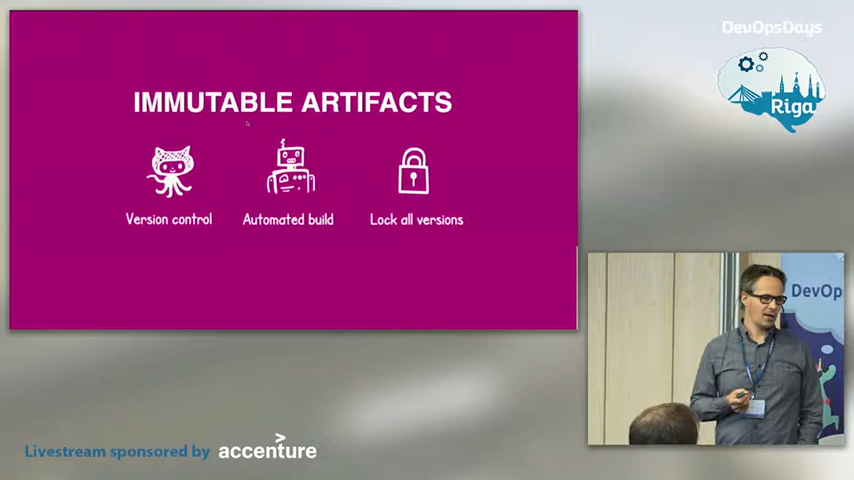 DevOpsDays
Riga
IMMUTABLE ARTIFACTS
Version control
Automated build
Lock all versions
DevOp
Livestream sponsored by accenture